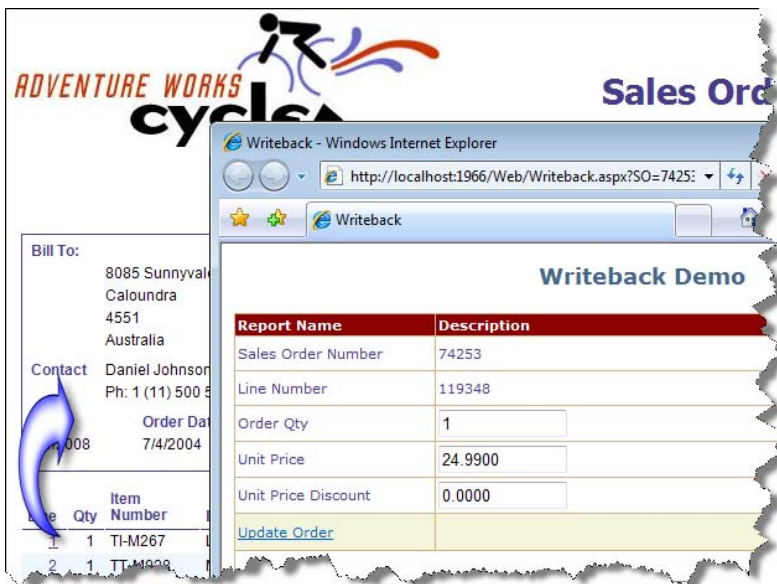 ADVENTURE WORKS
Sales Ord
Writeback - Windows Internet Explorer
http://localhost:1966/Web/Writeback.aspx?SO=7425
Writeback
Writeback Demo
Bill To:
8085 Sunnyval
Caloundra
4551
Australia
Contact Daniel Johnson
Ph: 1 (11) 500 5
Order Dat
008 7/4/2004
Item
Qty Number
1 1 TI-M267
2 1
Report Name Description
Sales Order Number 74253
Line Number 119348
Order Qty 1
Unit Price 24.9900
Unit Price Discount 0.0000
Update Order